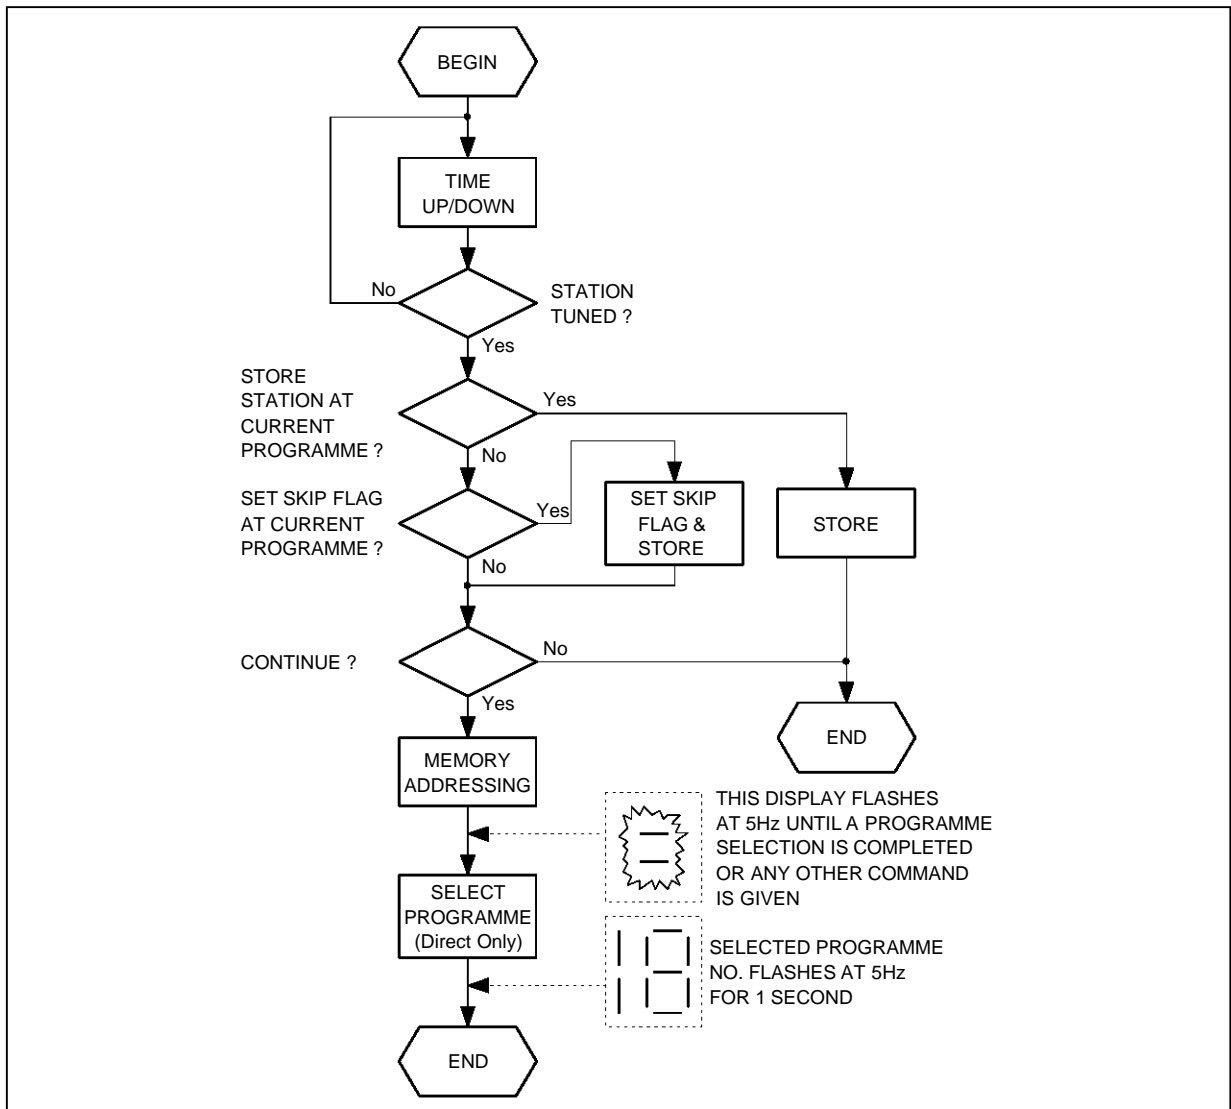 BEGIN
TIME
UP/DOWN
No
STATION
TUNED ?
Yes
STORE
STATION AT
CURRENT
PROGRAMME ?
Yes
No
SET SKIP FLAG
AT CURRENT
PROGRAMME ?
Yes
SET SKIP
FLAG &
STORE
STORE
No
CONTINUE ?
No
Yes
END
MEMORY
ADDRESSING
THIS DISPLAY FLASHES
AT 5Hz UNTIL A PROGRAMME
SELECTION IS COMPLETED
OR ANY OTHER COMMAND
IS GIVEN
SELECT
PROGRAMME
(Direct Only)
18
SELECTED PROGRAMME
NO. FLASHES AT 5Hz
FOR 1 SECOND
END